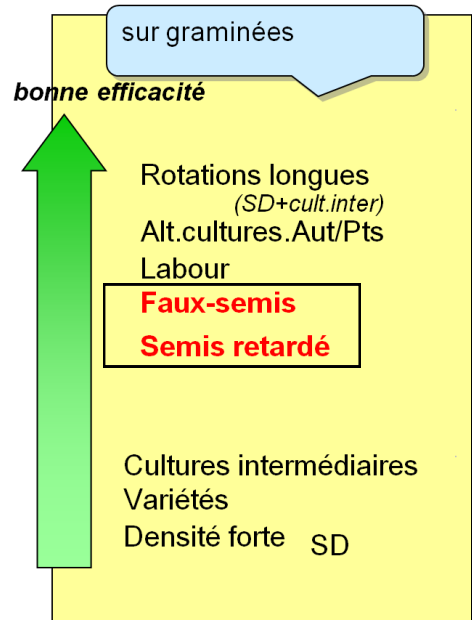 sur graminées
bonne efficacité
Rotations longues
(SD+cult.inter)
Alt.cultures.Aut/Pts
Labour
Faux-semis
Semis retardé
Cultures intermédiaires
Variétés
Densité forte SD